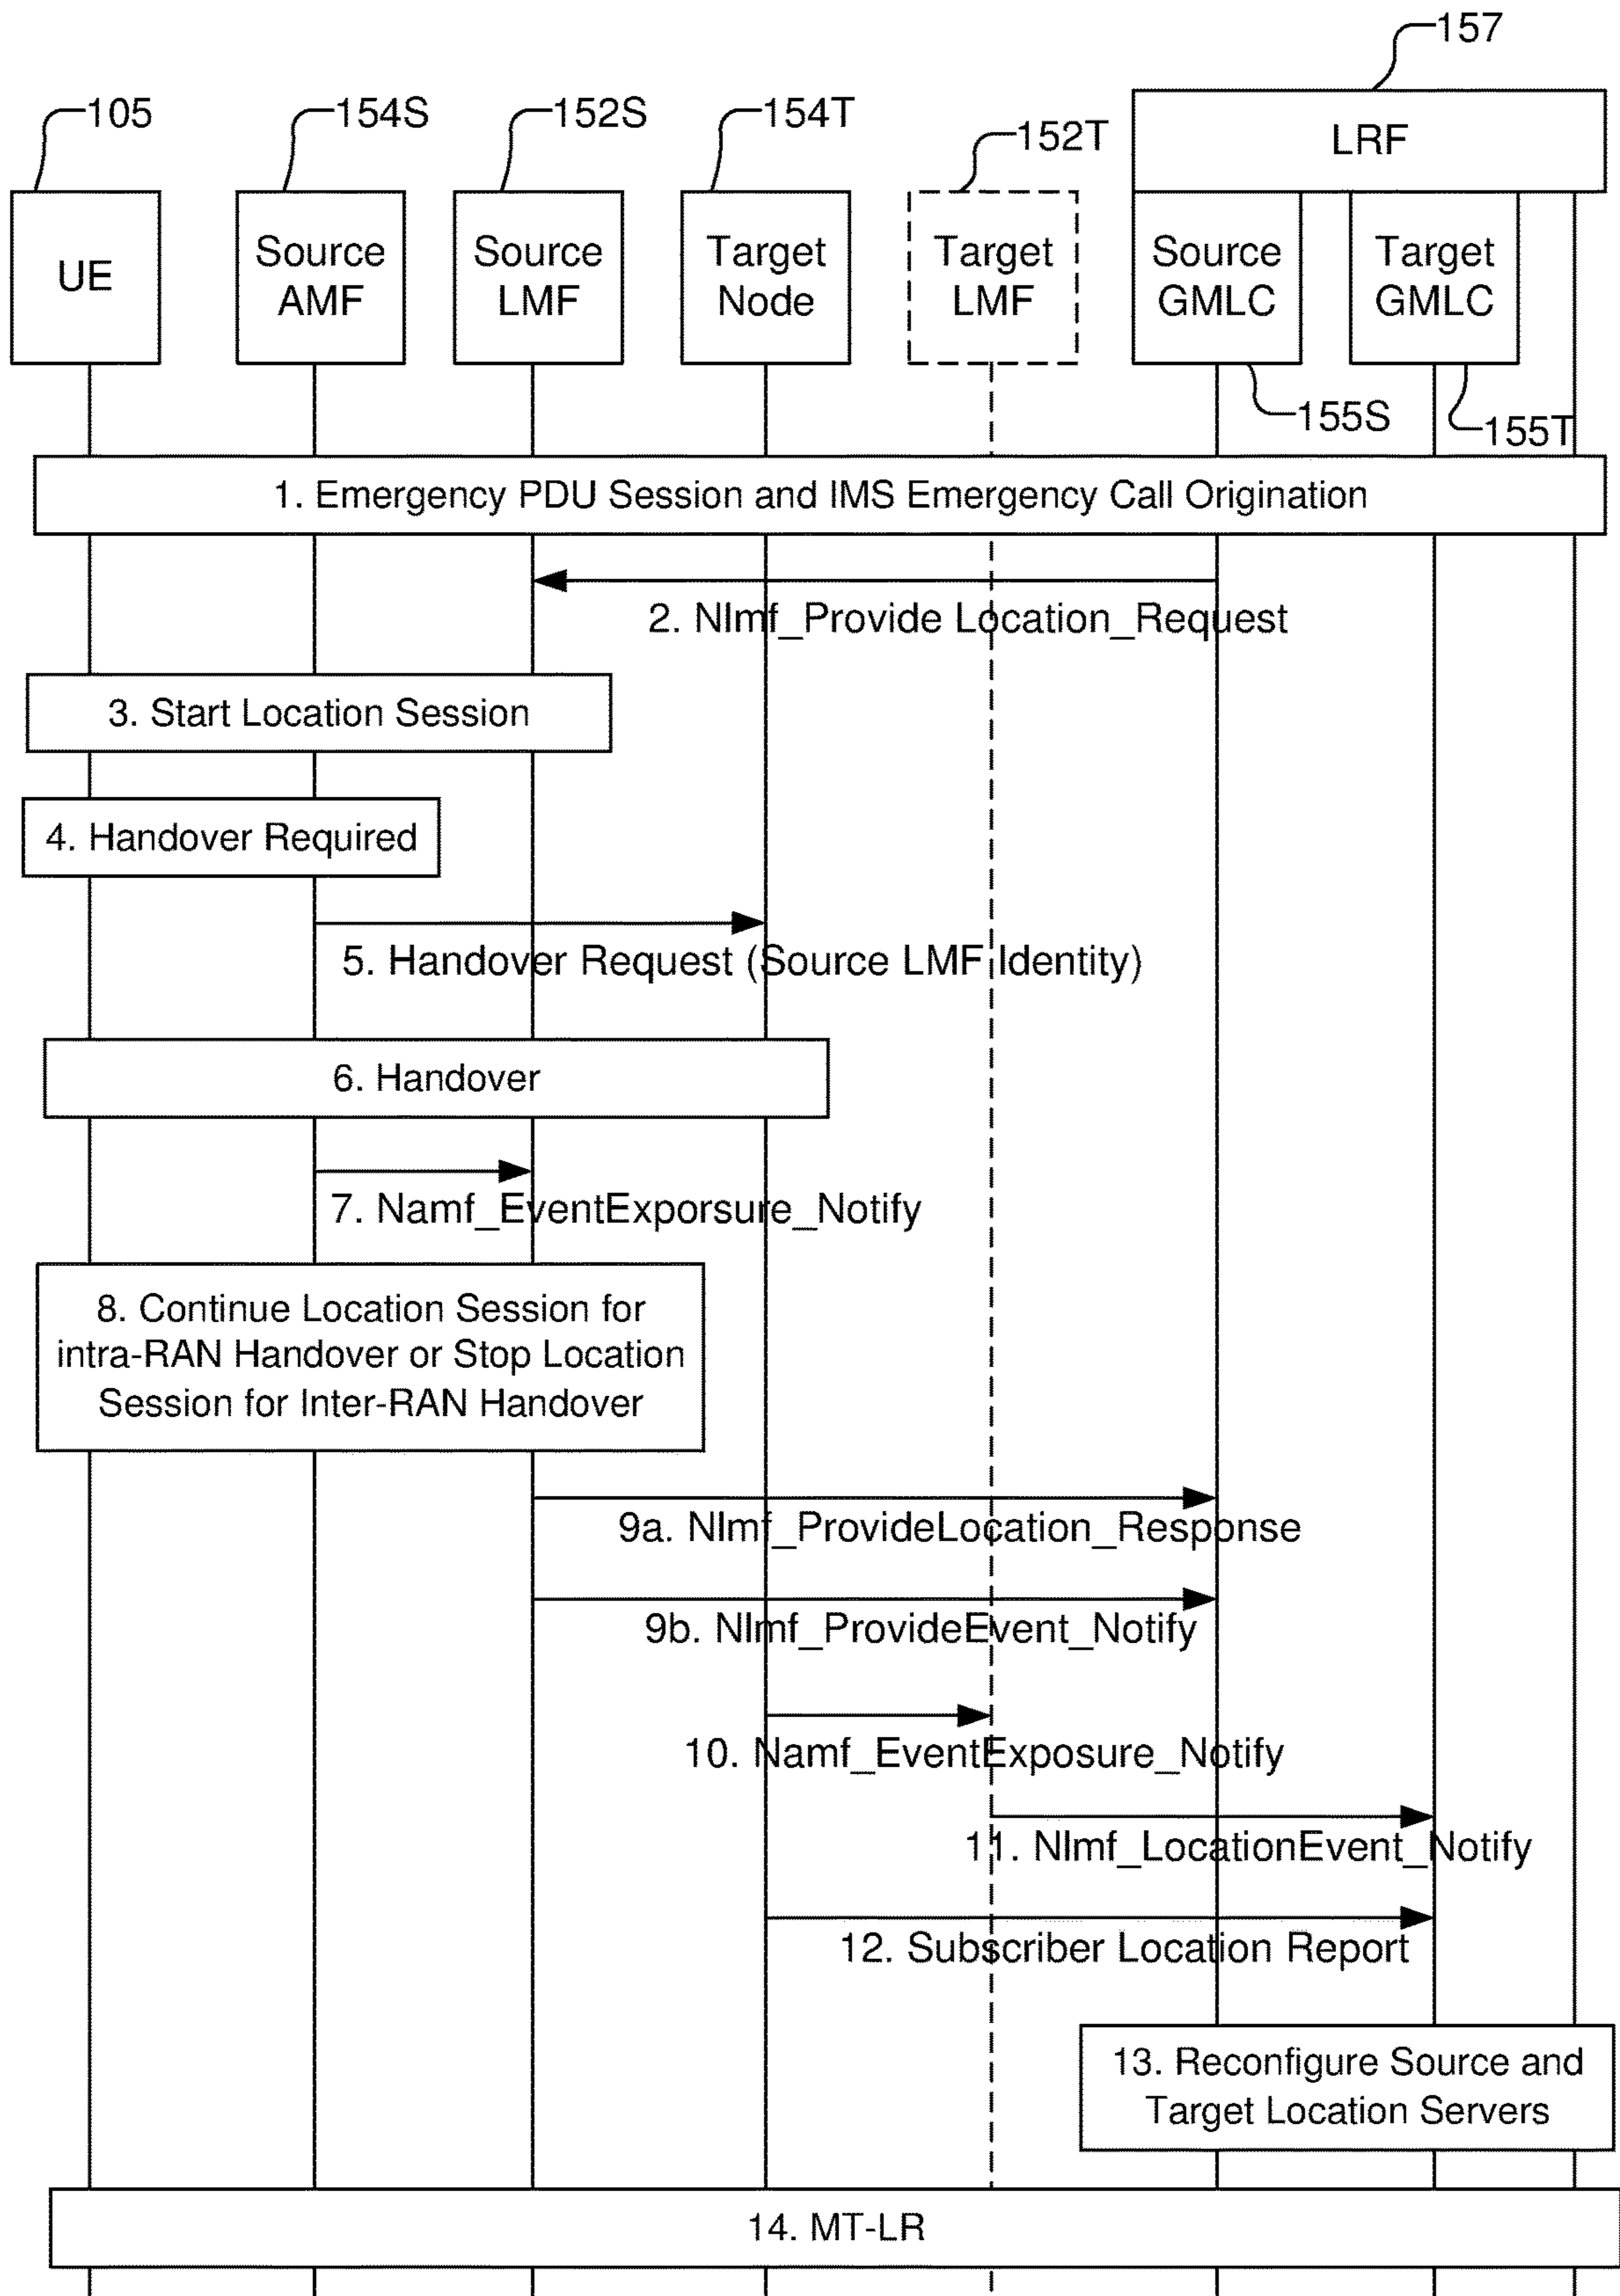 157
105
154S
152S
154T
152T
LRF
UE
Source
AMF
Source
LMF
Target
Node
Target
LMF
Source
GMLC
Target
GMLC
155S
155T
1. Emergency PDU Session and IMS Emergency Call Origination
2. Nlmf_Provide Location_Request
3. Start Location Session
4. Handover Required
5. Handover Request (Source LMF Identity)
6. Handover
7. Namf_EventExporsure_Notify
8. Continue Location Session for
intra-RAN Handover or Stop Location
Session for Inter-RAN Handover
9a. Nlmf_ProvideLocation_Response
9b. Nlmf_ProvideEvent_Notify
10. Namf_EventExposure_Notify
11. Nlmf_LocationEvent_Notify
12. Subscriber Location Report
13. Reconfigure Source and
Target Location Servers
14. MT-LR